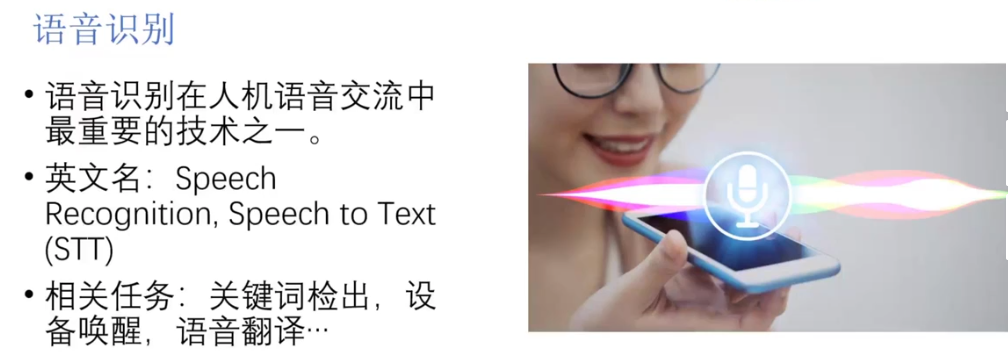 语音识别
• 语音识别在人机语音交流中
最重要的技术之一。
• 英文名：Speech
Recognition, Speech to Text
(STT)
• 相关任务：关键词检出，设
备唤醒，语音翻译…